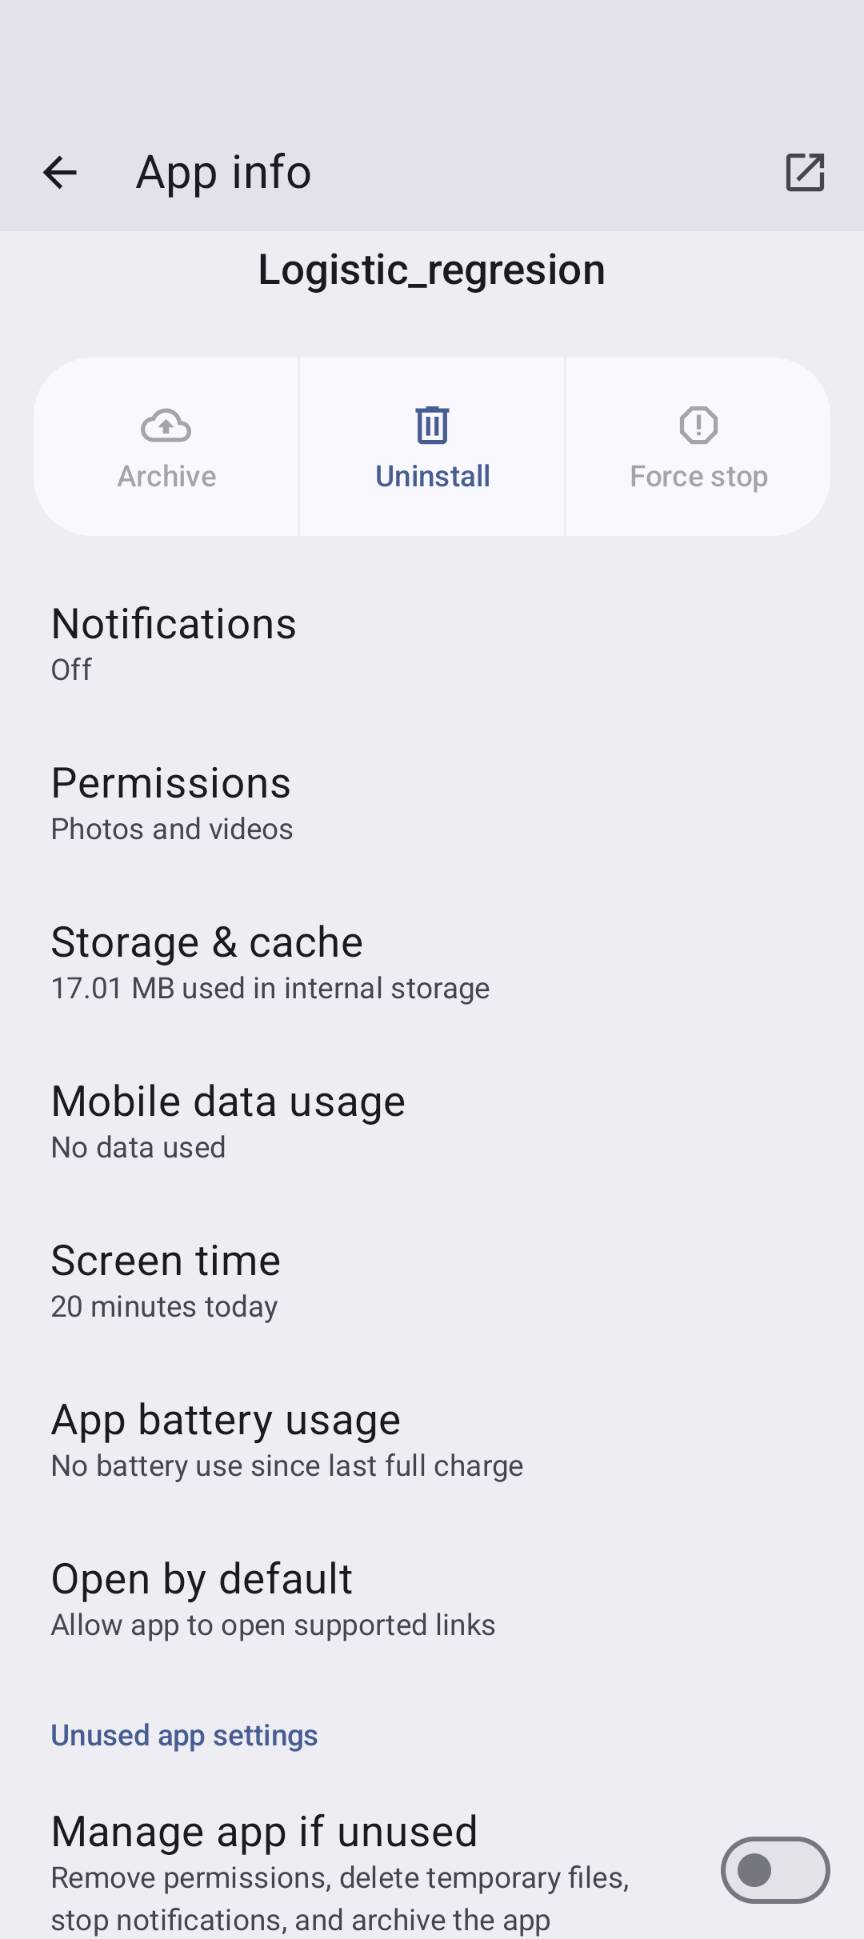 App info
Logistic_regresion
Archive
Uninstall
Force stop
Notifications
Off
Permissions
Photos and videos
Storage & cache
17.01 MB used in internal storage
Mobile data usage
No data used
Screen time
20 minutes today
App battery usage
No battery use since last full charge
Open by default
Allow app to open supported links
Unused app settings
Manage app if unused
Remove permissions, delete temporary files,
stop notifications, and archive the app